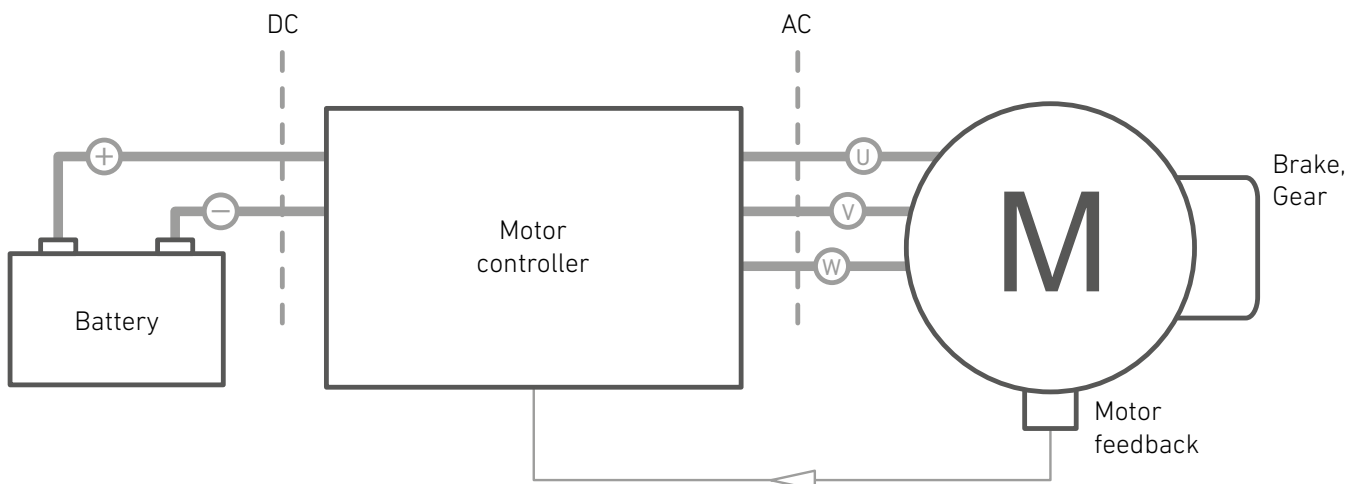 DC
AC
+
−
U
V
W
Brake,
Gear
M
Motor
controller
Battery
Motor
feedback